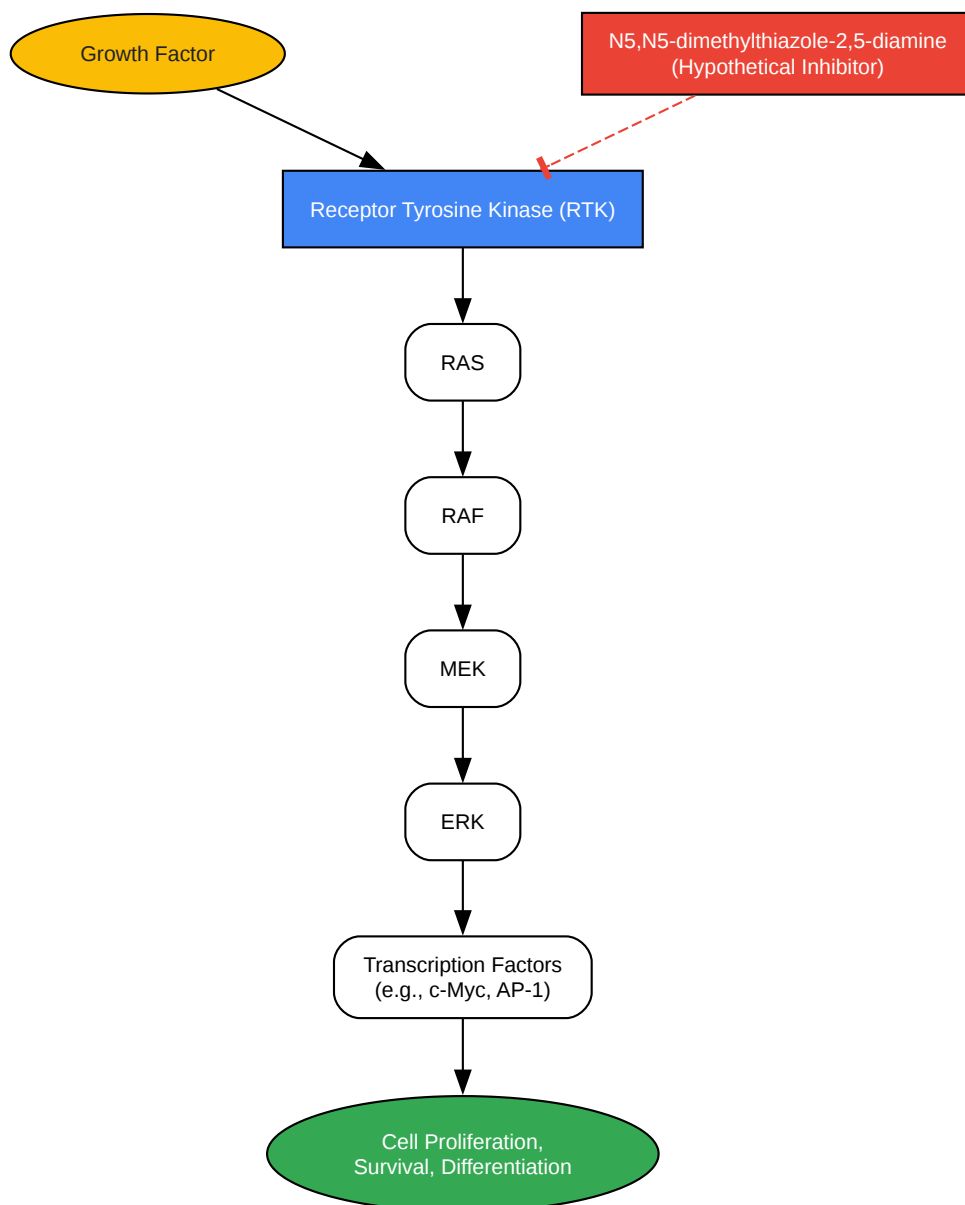 Growth Factor
N5,N5-dimethylthiazole-2,5-diamine
(Hypothetical Inhibitor)
Receptor Tyrosine Kinase (RTK)
RAS
RAF
MEK
ERK
Transcription Factors
(e.g., c-Myc, AP-1)
Cell Proliferation,
Survival, Differentiation